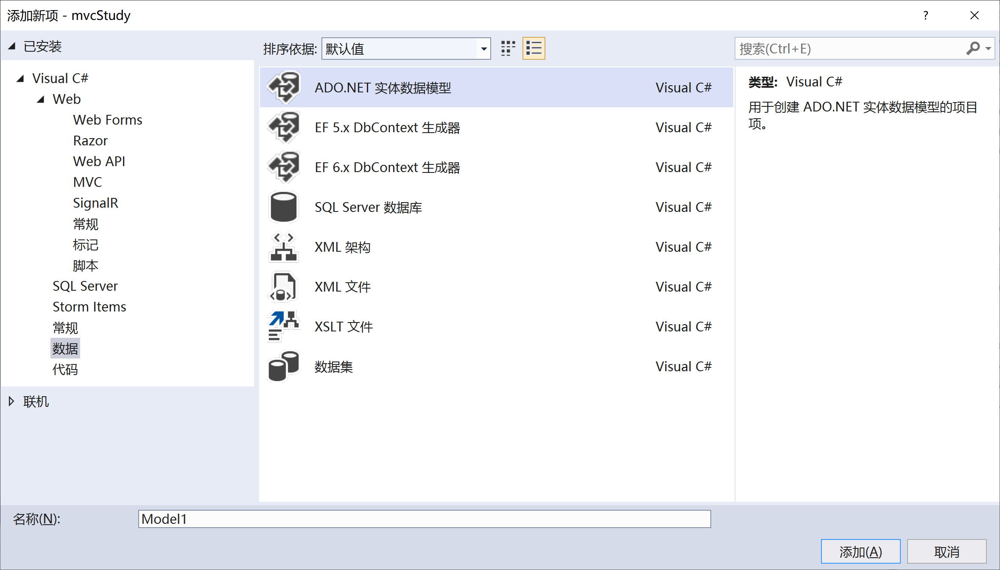 添加新项 - mvcStudy
?
已安装
Visual C#
Web
Web Forms
Razor
Web API
MVC
SignalR
常规
标记
脚本
SQL Server
Storm Items
常规
数据
代码
联机
排序依据: 默认值
搜索(Ctrl+E)
ADO.NET 实体数据模型 Visual C#
EF 5.x DbContext 生成器 Visual C#
EF 6.x DbContext 生成器 Visual C#
SQL Server 数据库 Visual C#
XML 架构 Visual C#
XML 文件 Visual C#
XSLT 文件 Visual C#
数据集 Visual C#
类型: Visual C#
用于创建 ADO.NET 实体数据模型的项目
项。
名称(N): Model1
添加(A) 取消